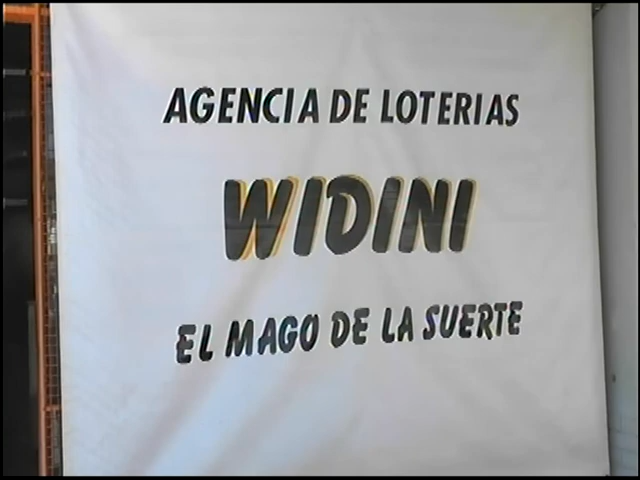 AGENCIA DE LOTERIAS
WIDINI
EL MAGO DE LA SUERTE